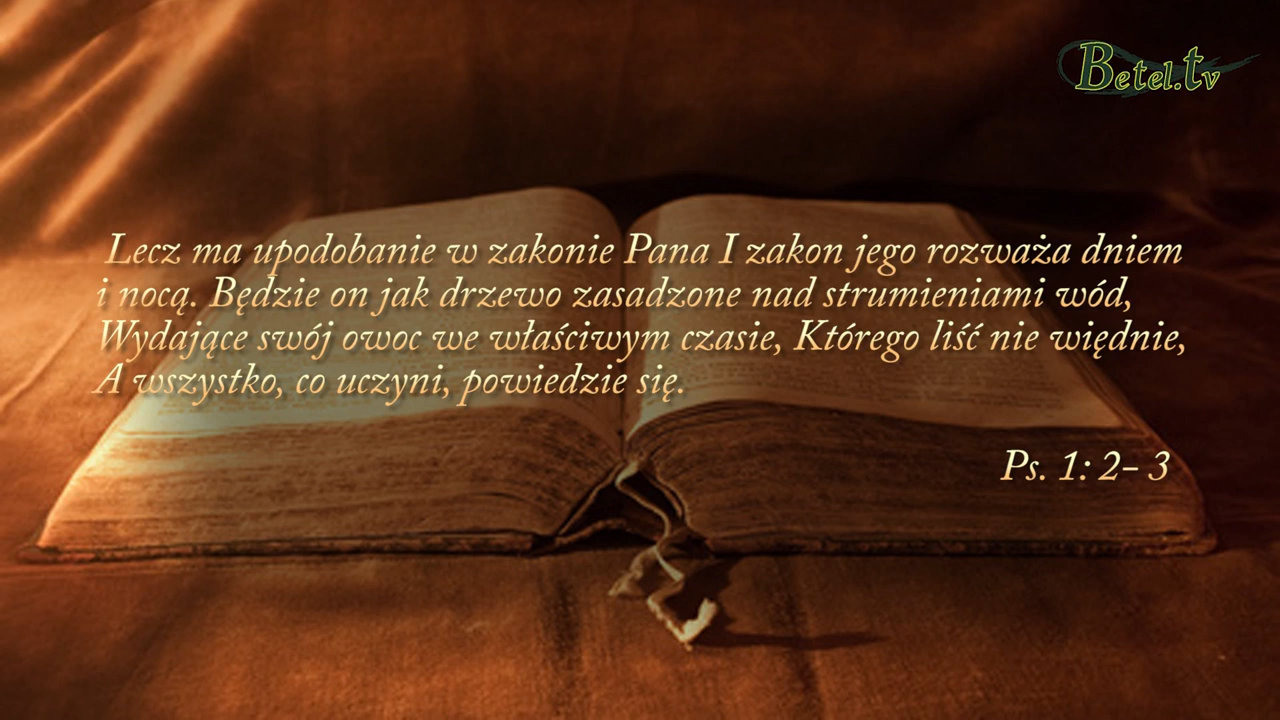 Betel.tv
Lecz ma upodobanie w zakonie Pana I zakon jego rozważa dniem
i nocą. Będzie on jak drzewo zasadzone nad strumieniami wód,
Wydające swój owoc we właściwym czasie, Którego liść nie więdnie,
A wszystko, co uczyni, powiedzie się.
Ps. 1: 2- 3